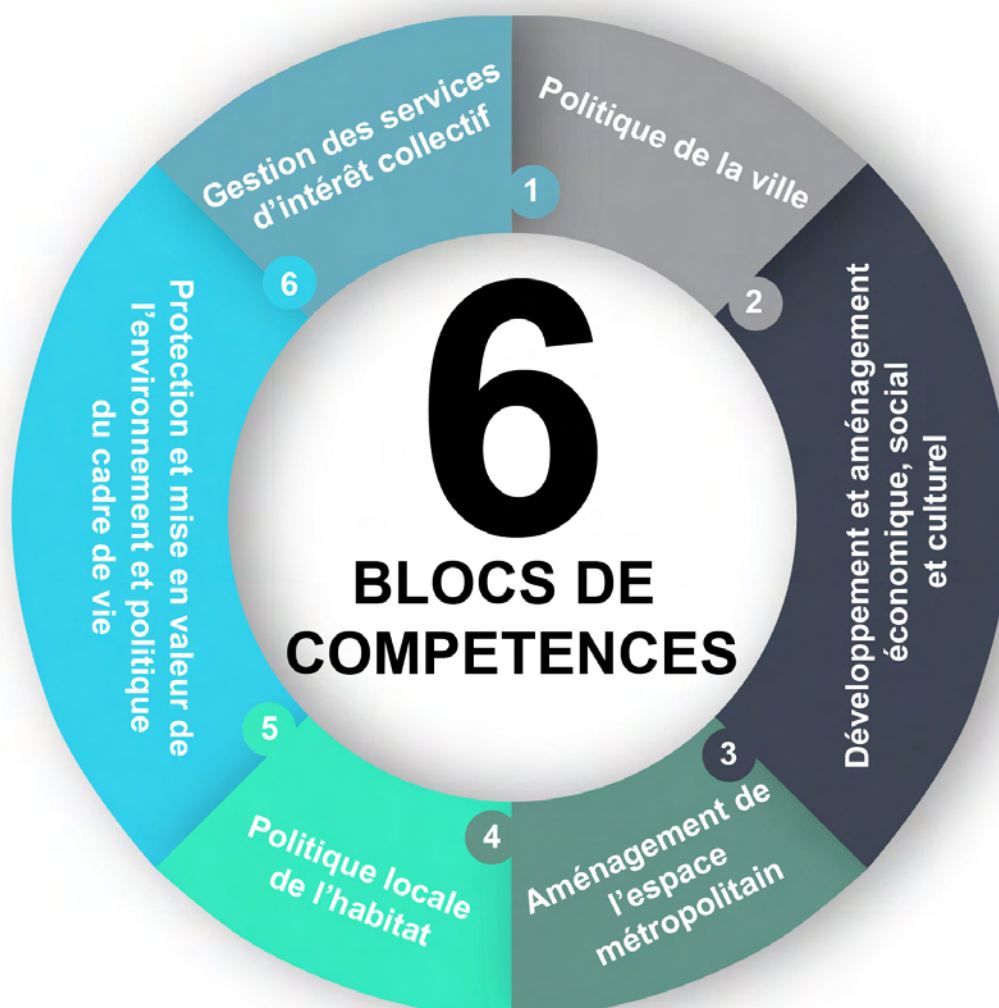 6
BLOCS DE
COMPETENCES
1
Politique de la ville
2
Développement et aménagement
économique, social
et culturel
3
Aménagement de
l'espace
métropolitain
4
Politique locale
de l'habitat
5
Protection et mise en valeur de
l'environnement et politique
du cadre de vie
6
Gestion des services
d'intérêt collectif